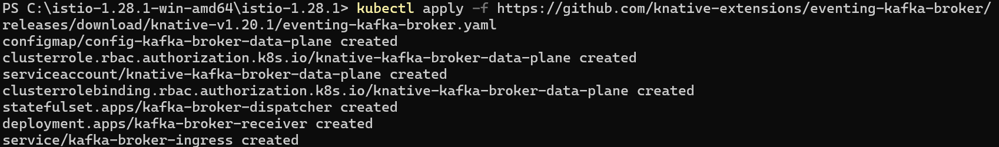 PS C:\istio-1.28.1-win-amd64\istio-1.28.1> kubectl apply -f https://github.com/knative-extensions/eventing-kafka-broker/
releases/download/knative-v1.20.1/eventing-kafka-broker.yaml
configmap/config-kafka-broker-data-plane created
clusterrole.rbac.authorization.k8s.io/knative-kafka-broker-data-plane created
serviceaccount/knative-kafka-broker-data-plane created
clusterrolebinding.rbac.authorization.k8s.io/knative-kafka-broker-data-plane created
statefulset.apps/kafka-broker-dispatcher created
deployment.apps/kafka-broker-receiver created
service/kafka-broker-ingress created